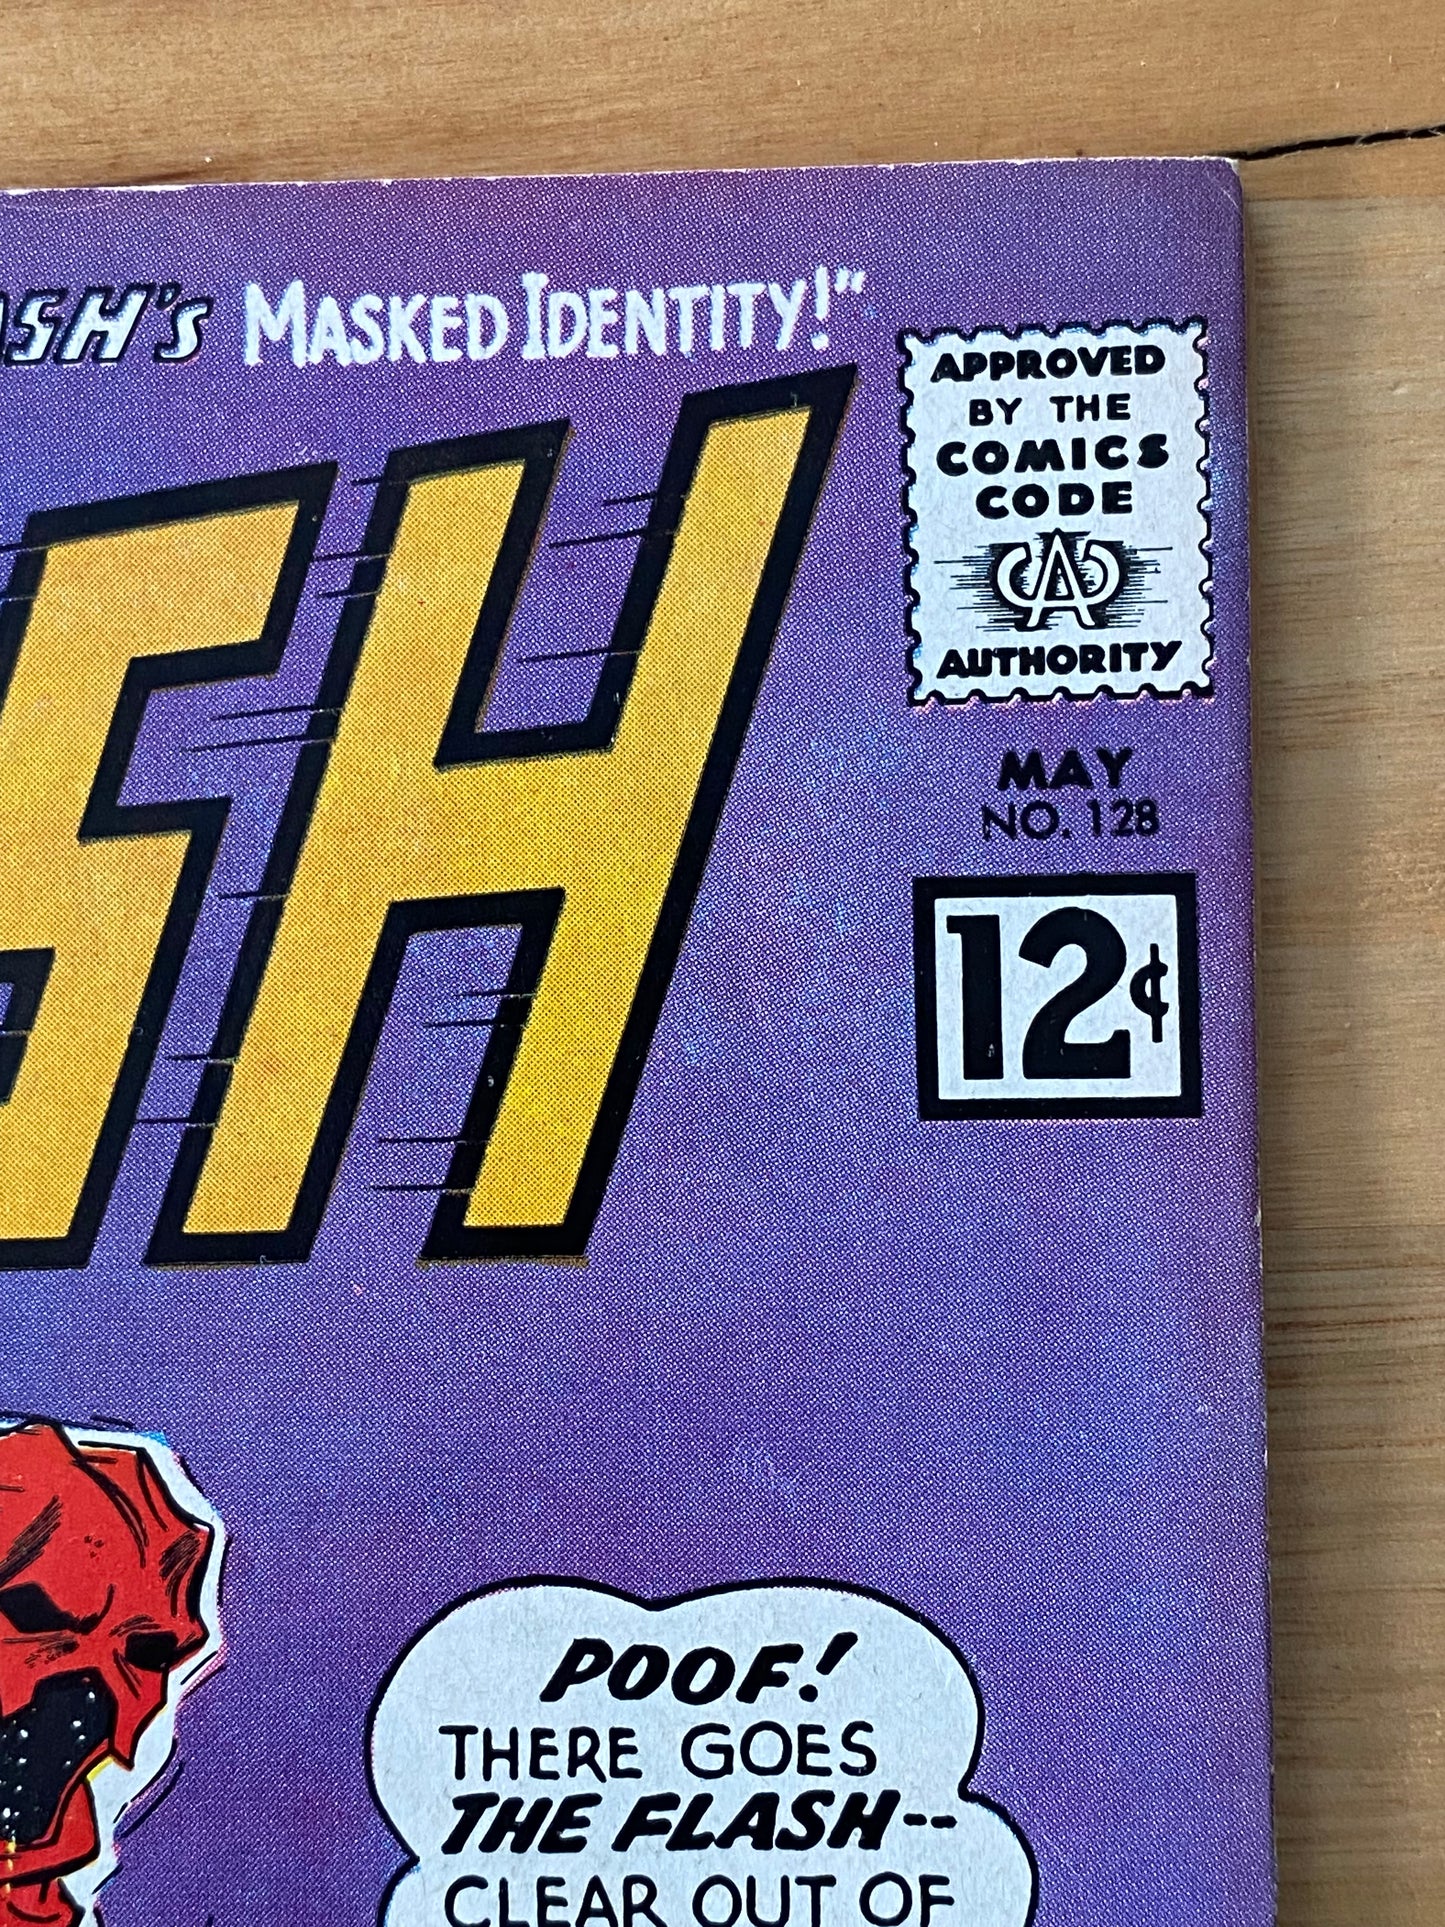 MASKED IDENTITY!"
APPROVED
BY THE
COMICS
CODE
CA
AUTHORITY
MAY
NO. 128
12¢
POOF!
THERE GOES
THE FLASH--
CLEAR OUT OF